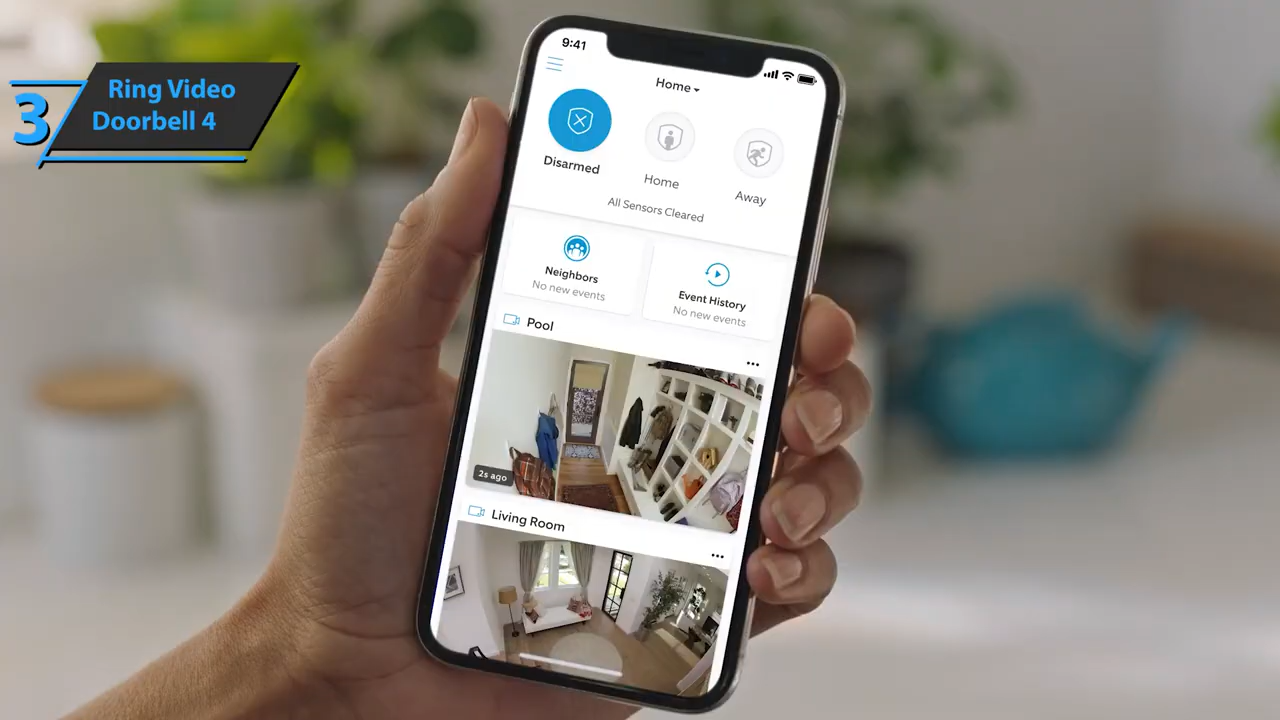 3
Ring Video
Doorbell 4
9:41
Home
Disarmed
Home
Away
All Sensors Cleared
Neighbors
No new events
Event History
No new events
Pool
2s ago
Living Room